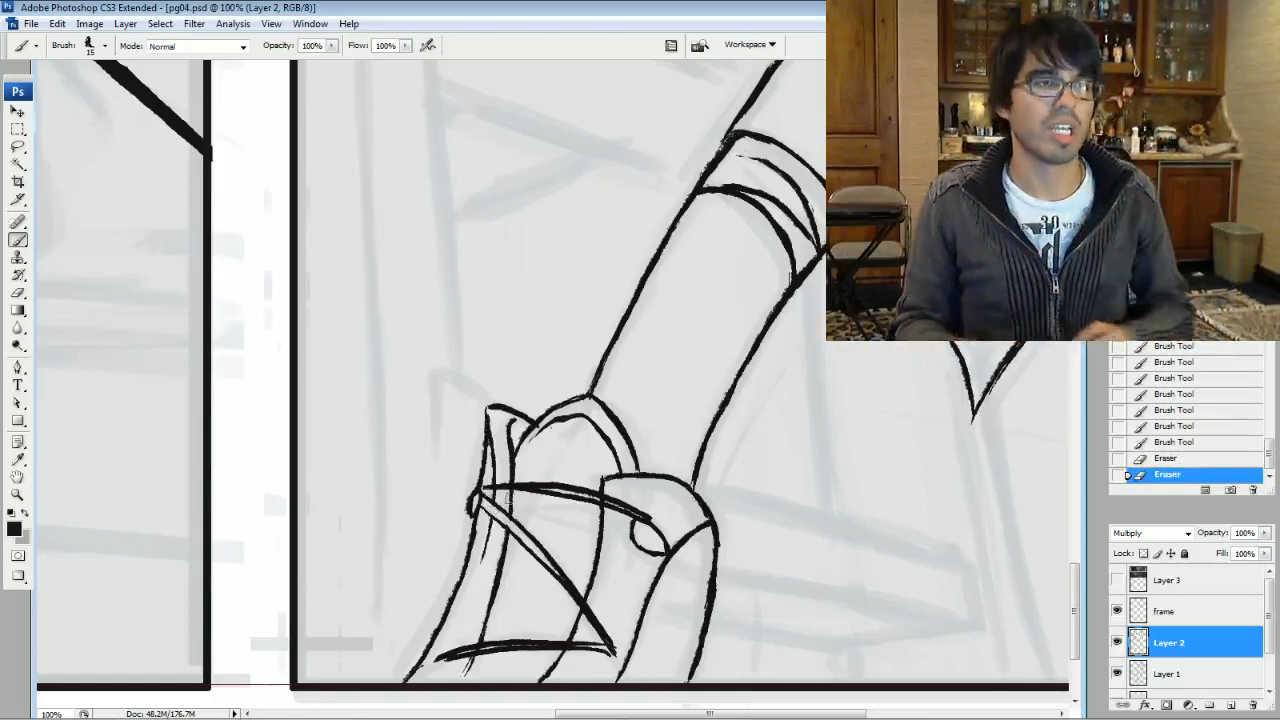 Adobe Photoshop CS3 Extended - [pg04.psd @ 100% (Layer 2, RGB/8)]
File Edit Image Layer Select Filter Analysis View Window Help
Brush: 15 Mode: Normal Opacity: 100% Flow: 100% Workspace
Ps
T
30
Brush Tool
Brush Tool
Brush Tool
Brush Tool
Brush Tool
Brush Tool
Brush Tool
Eraser
Eraser
Multiply Opacity: 100%
Lock: Fill: 100%
Layer 3
frame
Layer 2
Layer 1
100% Doc: 48.2M/176.7M